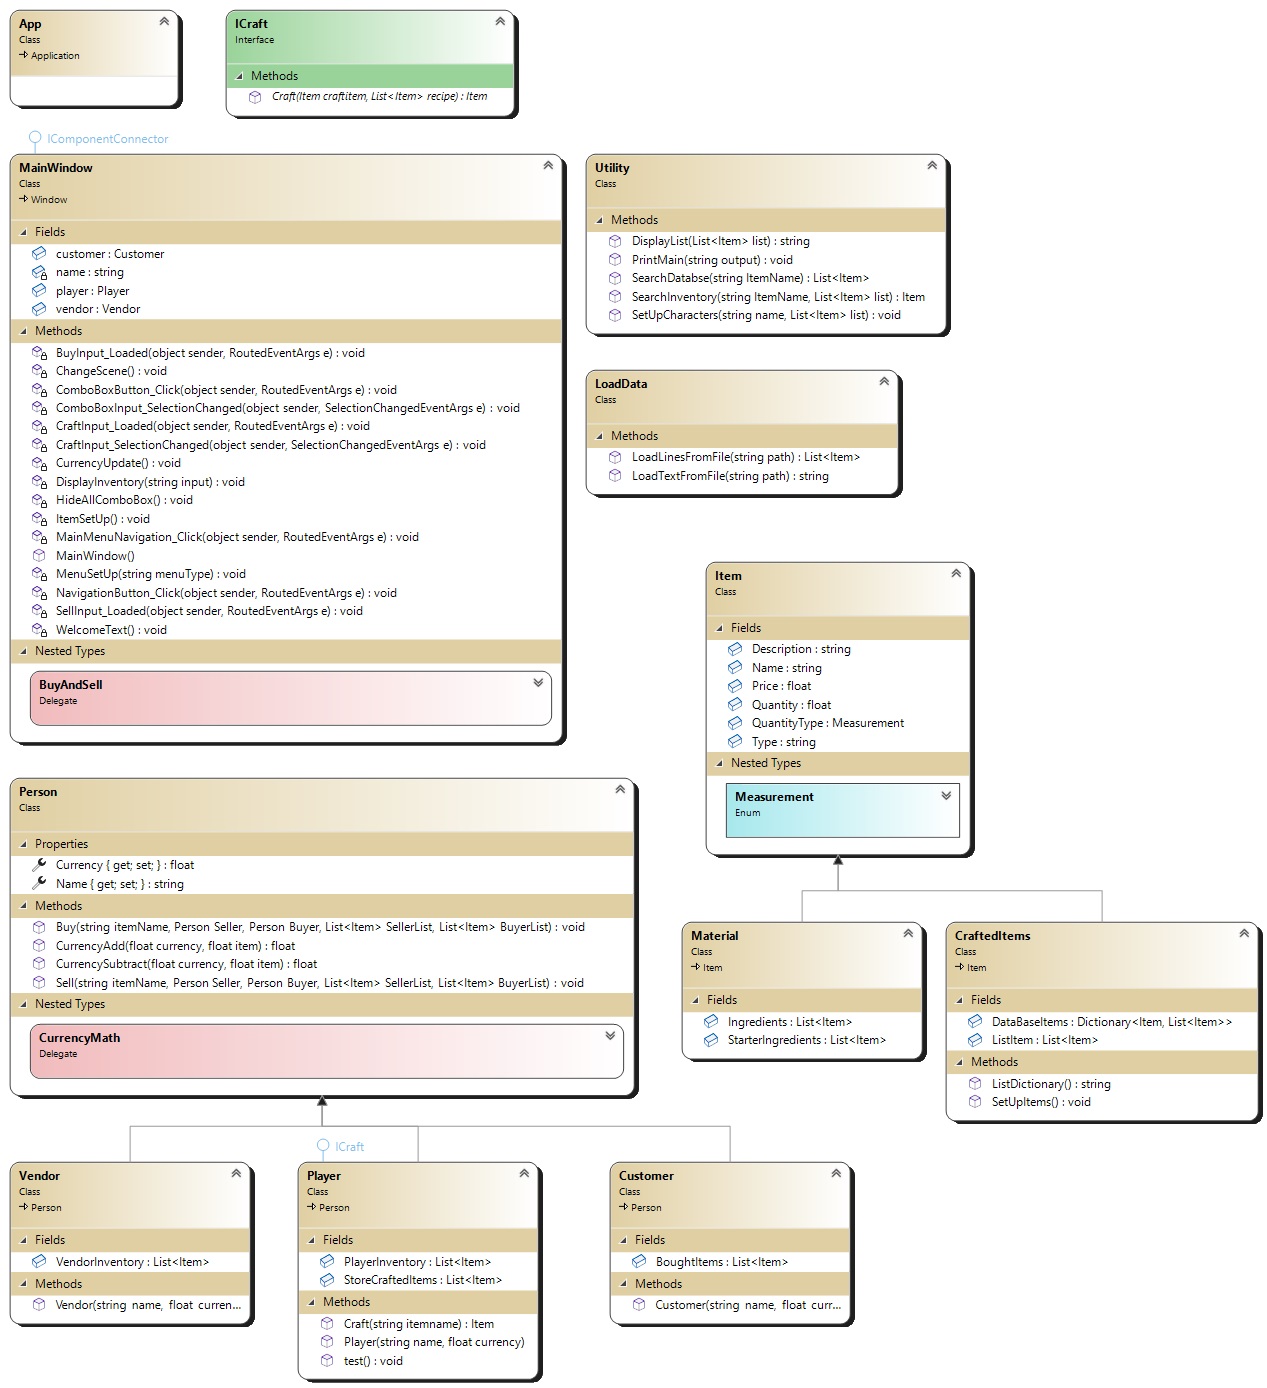 App
Class
Application
ICraft
Interface
Methods
Craft(Item craftitem, List<Item> recipe) : Item
IComponentConnector
MainWindow
Class
Window
Fields
customer : Customer
name : string
player : Player
vendor : Vendor
Methods
BuyInput_Loaded(object sender, RoutedEventArgs e) : void
ChangeScene() : void
ComboBoxButton_Click(object sender, RoutedEventArgs e) : void
ComboBoxInput_SelectionChanged(object sender, SelectionChangedEventArgs e) : void
CraftInput_Loaded(object sender, RoutedEventArgs e) : void
CraftInput_SelectionChanged(object sender, SelectionChangedEventArgs e) : void
CurrencyUpdate() : void
DisplayInventory(string input) : void
HideAllComboBox() : void
ItemSetUp() : void
MainMenuNavigation_Click(object sender, RoutedEventArgs e) : void
MainWindow()
MenuSetUp(string menuType) : void
NavigationButton_Click(object sender, RoutedEventArgs e) : void
SellInput_Loaded(object sender, RoutedEventArgs e) : void
WelcomeText() : void
Nested Types
BuyAndSell
Delegate
Utility
Class
Methods
DisplayList(List<Item> list) : string
PrintMain(string output) : void
SearchDatabse(string ItemName) : List<Item>
SearchInventory(string ItemName, List<Item> list) : Item
SetUpCharacters(string name, List<Item> list) : void
LoadData
Class
Methods
LoadLinesFromFile(string path) : List<Item>
LoadTextFromFile(string path) : string
Item
Class
Fields
Description : string
Name : string
Price : float
Quantity : float
QuantityType : Measurement
Type : string
Nested Types
Measurement
Enum
Person
Class
Properties
Currency { get; set; } : float
Name { get; set; } : string
Methods
Buy(string itemName, Person Seller, Person Buyer, List<Item> SellerList, List<Item> BuyerList) : void
CurrencyAdd(float currency, float item) : float
CurrencySubtract(float currency, float item) : float
Sell(string itemName, Person Seller, Person Buyer, List<Item> SellerList, List<Item> BuyerList) : void
Nested Types
CurrencyMath
Delegate
Material
Class
Item
Fields
Ingredients : List<Item>
StarterIngredients : List<Item>
CraftedItems
Class
Item
Fields
DataBaseItems : Dictionary<Item, List<Item>>
ListItem : List<Item>
Methods
ListDictionary() : string
SetUpItems() : void
Vendor
Class
Person
Fields
VendorInventory : List<Item>
Methods
Vendor(string name, float curren...
ICraft
Player
Class
Person
Fields
PlayerInventory : List<Item>
StoreCraftedItems : List<Item>
Methods
Craft(string itemname) : Item
Player(string name, float currency)
test() : void
Customer
Class
Person
Fields
BoughtItems : List<Item>
Methods
Customer(string name, float curr...